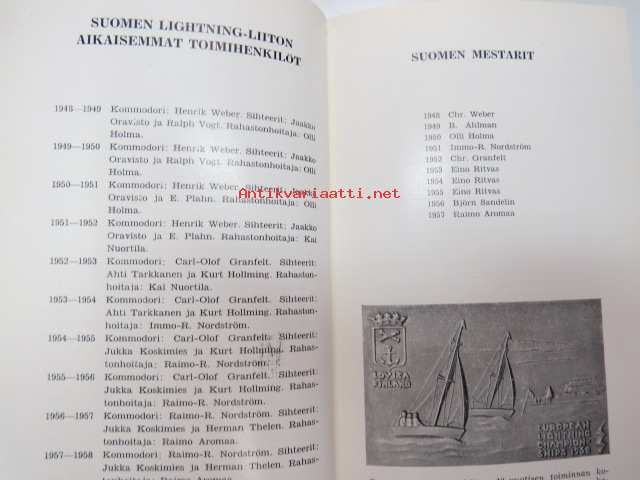 SUOMEN LIGHTNING-LIITON
AIKAISEMMAT TOIMIHENKILÖT
1948—1949 Kommodori: Henrik Weber. Sihteerit: Jaakko
Oravisto ja Ralph Vogt. Rahastonhoitaja: Olli
Holma.
1949—1950 Kommodori: Henrik Weber. Sihteerit: Jaakko
Oravisto ja Ralph Vogt. Rahastonhoitaja: Olli
Holma.
1950—1951 Kommodori: Henrik Weber. Sihteerit: Jaakko
Oravisto ja E. Plahn. Rahastonhoitaja: Olli
Holma.
1951—1952 Kommodori: Henrik Weber. Sihteerit: Jaakko
Oravisto ja E. Plahn. Rahastonhoitaja: Kai
Nuortila.
1952—1953 Kommodori: Carl-Olof Granfelt. Sihteerit:
Ahti Tarkkanen ja Kurt Hollming. Rahaston-
hoitaja: Kai Nuortila.
1953—1954 Kommodori: Carl-Olof Granfelt. Sihteerit:
Ahti Tarkkanen ja Kurt Hollming. Rahaston-
hoitaja: Immo-R. Nordström.
1954—1955 Kommodori: Carl-Olof Granfelt. Sihteerit:
Jukka Koskimies ja Kurt Hollming. Rahas-
tonhoitaja: Raimo-R. Nordström.
1955—1956 Kommodori: Carl-Olof Granfelt. Sihteerit:
Jukka Koskimies ja Kurt Hollming. Rahas-
tonhoitaja: Raimo-R. Nordström.
1956—1957 Kommodori: Raimo-R. Nordström. Sihteerit:
Jukka Koskimies ja Herman Thelen. Rahas-
tonhoitaja: Raimo Aromaa.
1957—1958 Kommodori: Raimo-R. Nordström. Sihteerit:
Jukka Koskimies ja Herman Thelen. Rahas-
tonhoitaja: Raimo Aromaa.
SUOMEN MESTARIT
1948 Chr. Weber
1949 B. Ahlman
1950 Olli Holma
1951 Immo-R. Nordström
1952 Chr. Granfelt
1953 Eino Ritvas
1954 Eino Ritvas
1955 Eino Ritvas
1956 Björn Sandelin
1957 Raimo Aromaa
Antikvariaatti.net
LOVIISA
FINLAND
EUROPEAN
LIGHTNING
CHAMPION-
SHIPS 1958
toiminnan